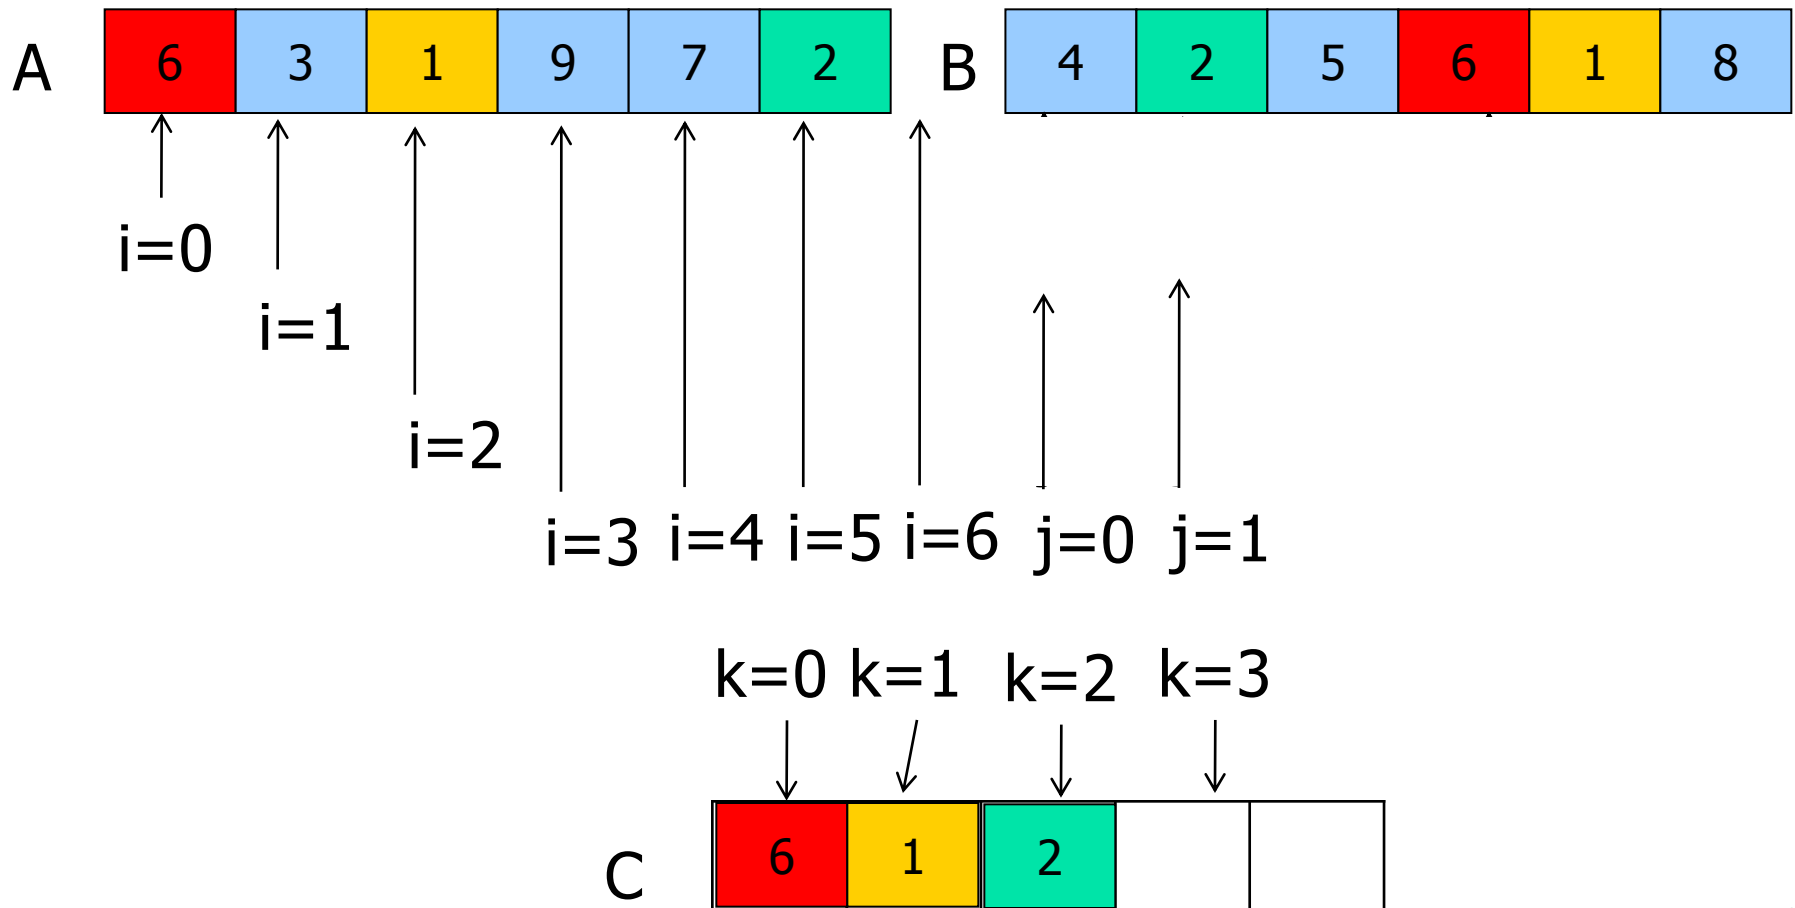 A 6 3 1 9 7 2 B 4 2 5 6 1 8
i=0
i=1
i=2
i=3 i=4 i=5 i=6 j=0 j=1
k=0 k=1 k=2 k=3
C 6 1 2